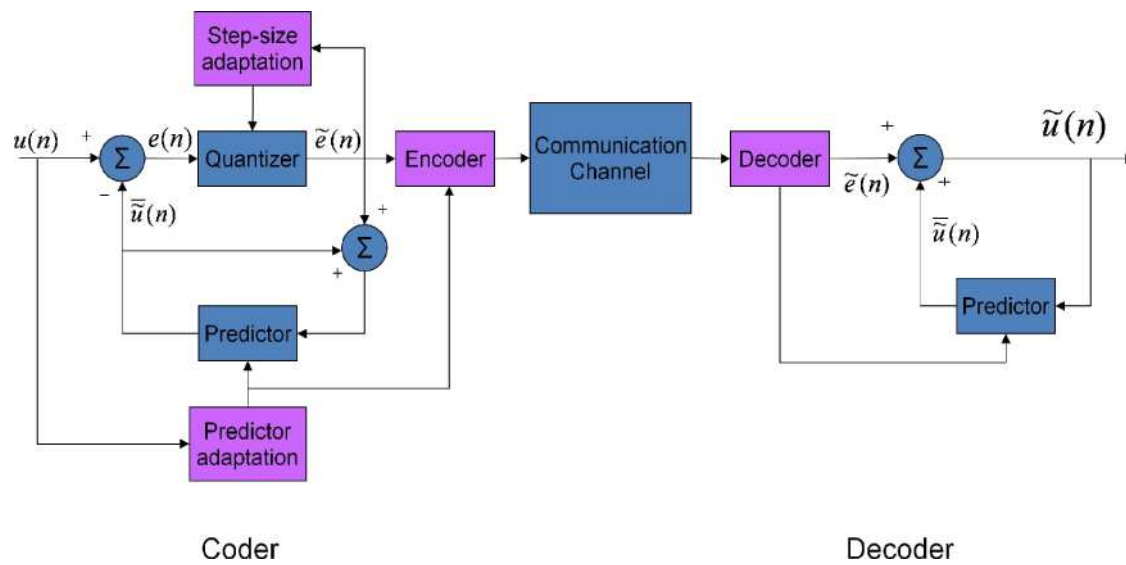 Step-size
adaptation
u(n)
+
Σ
e(n)
Quantizer
ẽ(n)
Encoder
Communication
Channel
Decoder
+
Σ
ũ(n)
ẽ(n)
+
−
ũ̿(n)
+
Σ
+
ũ̿(n)
Predictor
Predictor
Predictor
adaptation
Coder
Decoder